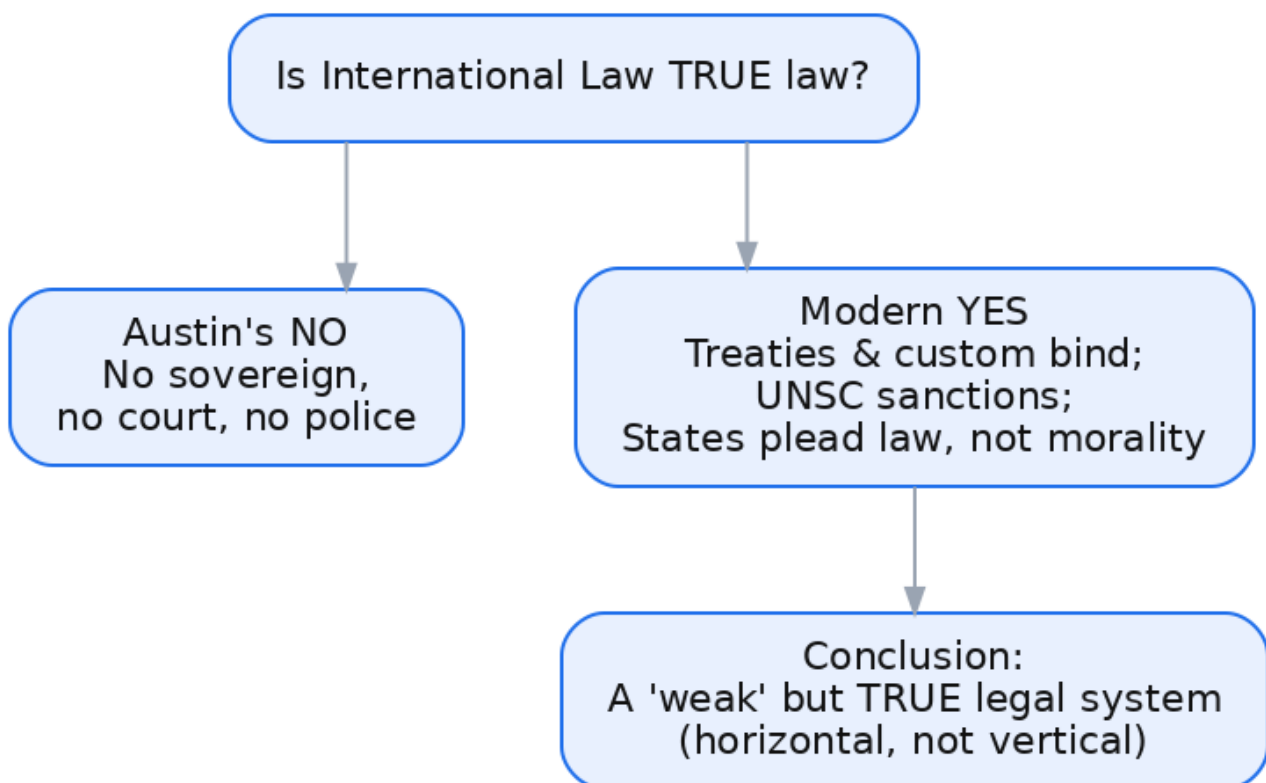 Is International Law TRUE law?
Austin's NO
No sovereign,
no court, no police
Modern YES
Treaties & custom bind;
UNSC sanctions;
States plead law, not morality
Conclusion:
A 'weak' but TRUE legal system
(horizontal, not vertical)